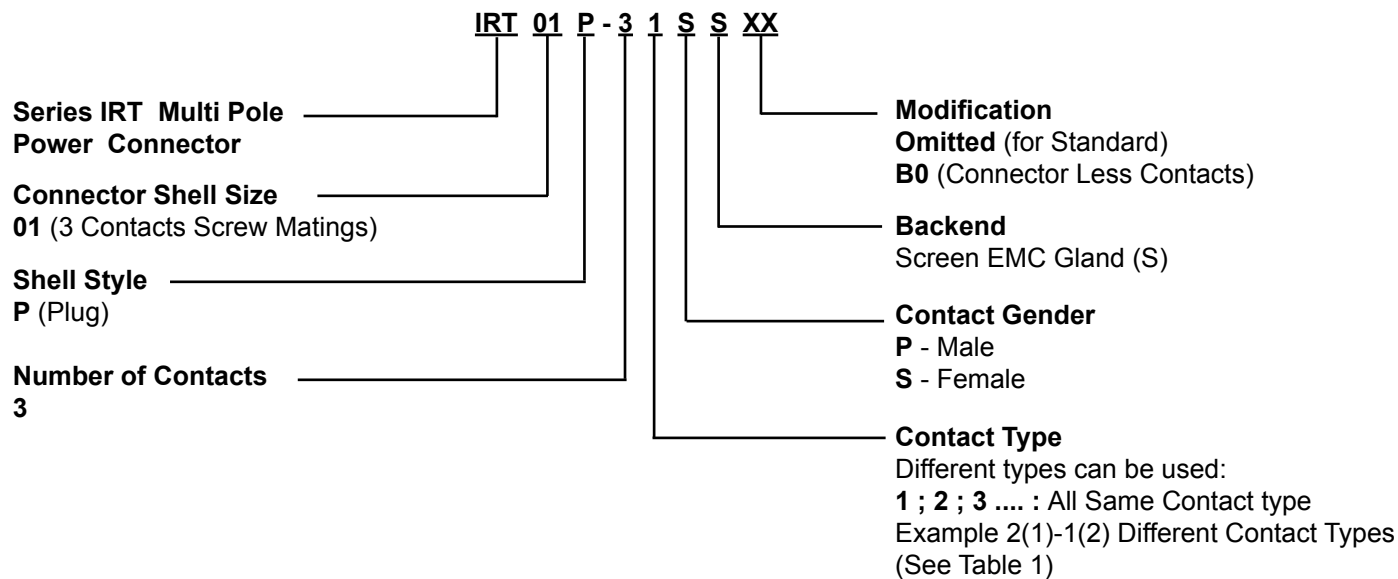 IRT 01 P - 3 1 S S XX
Series IRT Multi Pole
Power Connector
Connector Shell Size
01 (3 Contacts Screw Matings)
Shell Style
P (Plug)
Number of Contacts
3
Modification
Omitted (for Standard)
B0 (Connector Less Contacts)
Backend
Screen EMC Gland (S)
Contact Gender
P - Male
S - Female
Contact Type
Different types can be used:
1 ; 2 ; 3 .... : All Same Contact type
Example 2(1)-1(2) Different Contact Types
(See Table 1)